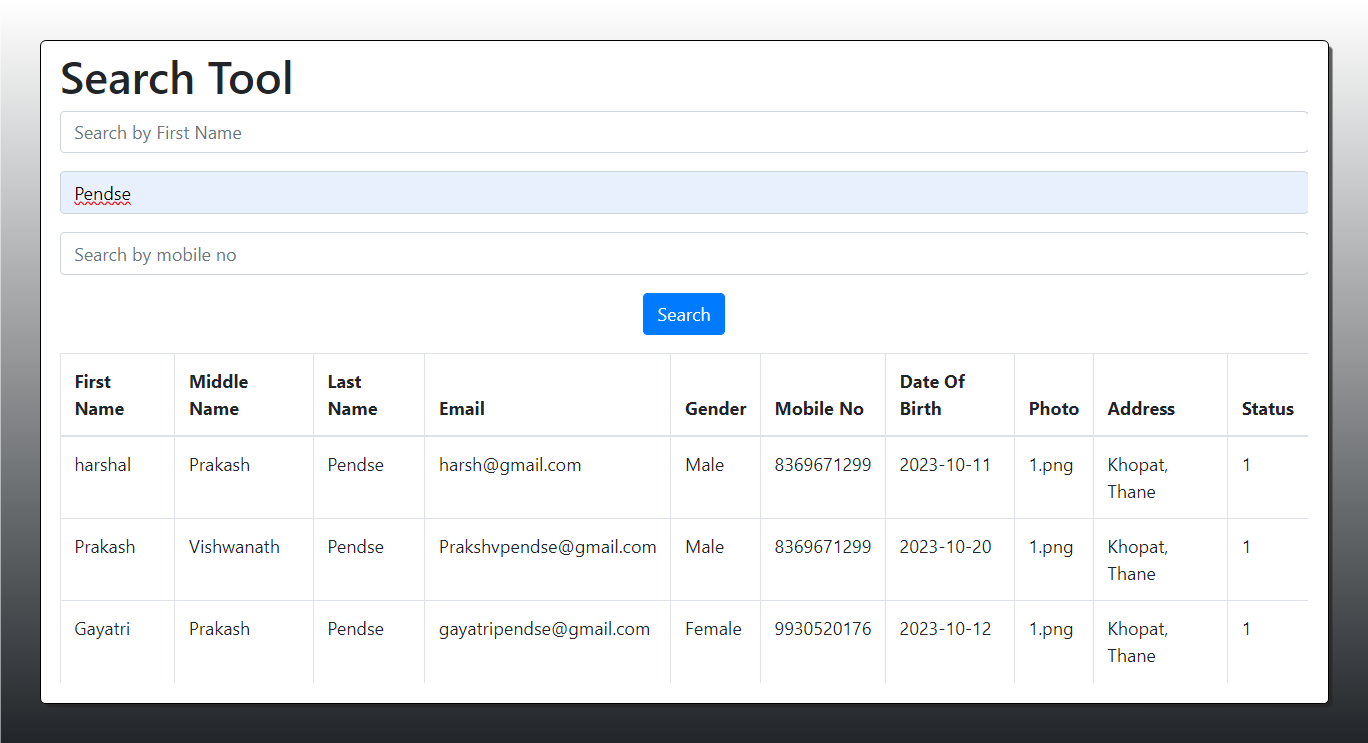 Search Tool
Search by First Name
Pendse
Search by mobile no
Search
First Name Middle Name Last Name Email Gender Mobile No Date Of Birth Photo Address Status
harshal Prakash Pendse harsh@gmail.com Male 8369671299 2023-10-11 1.png Khopat, Thane 1
Prakash Vishwanath Pendse Prakshvpendse@gmail.com Male 8369671299 2023-10-20 1.png Khopat, Thane 1
Gayatri Prakash Pendse gayatripendse@gmail.com Female 9930520176 2023-10-12 1.png Khopat, Thane 1